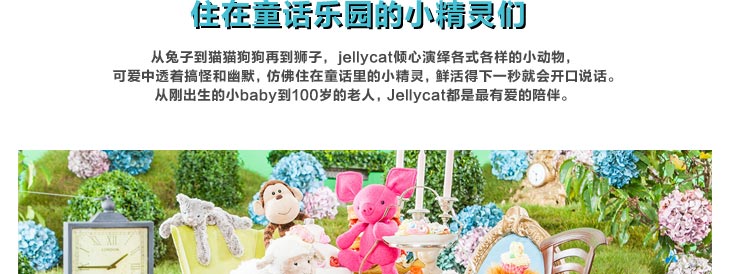 住在童话乐园的小精灵们
从兔子到猫猫狗狗再到狮子，jellycat倾心演绎各式各样的小动物，
可爱中透着搞怪和幽默，仿佛住在童话里的小精灵，鲜活得下一秒就会开口说话。
从刚出生的小baby到100岁的老人，Jellycat都是最有爱的陪伴。
LONDON